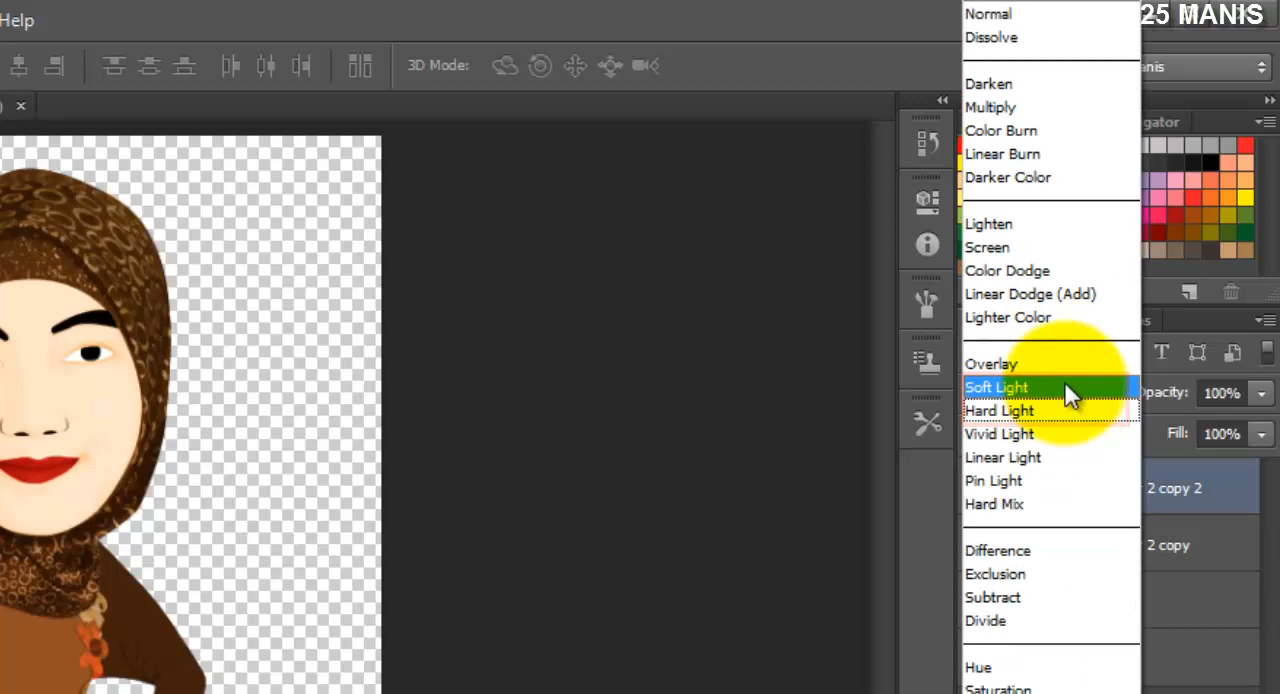 Help
25 MANIS
3D Mode:
anis
)
gator
Normal
Dissolve
Darken
Multiply
Color Burn
Linear Burn
Darker Color
Lighten
Screen
Color Dodge
Linear Dodge (Add)
Lighter Color
Overlay
Soft Light
Hard Light
Vivid Light
Linear Light
Pin Light
Hard Mix
Difference
Exclusion
Subtract
Divide
Hue
Saturation
s
T
Opacity: 100%
Fill: 100%
2 copy 2
2 copy